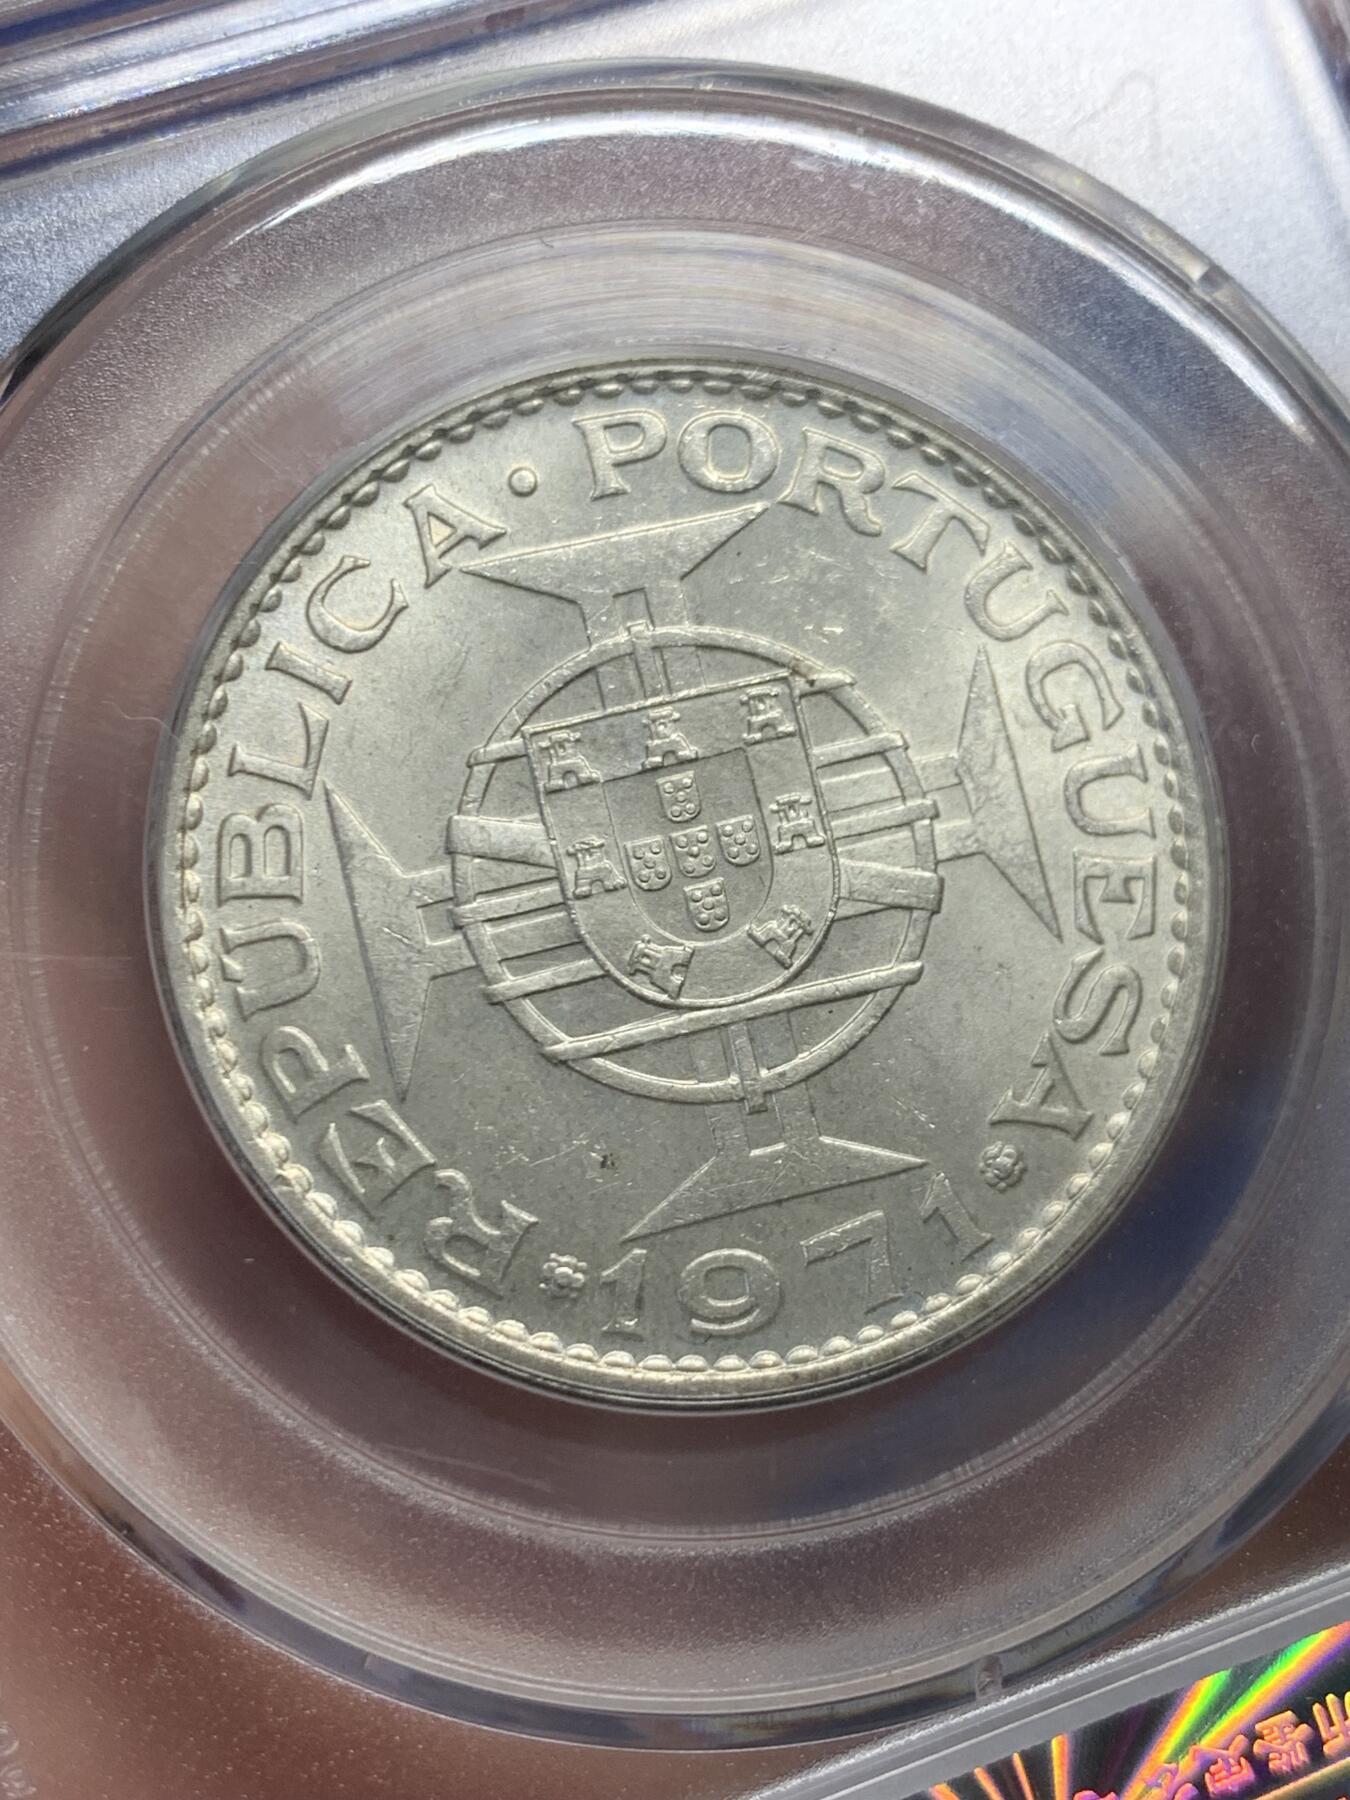 REPUBLICA · PORTUGUESA
1971